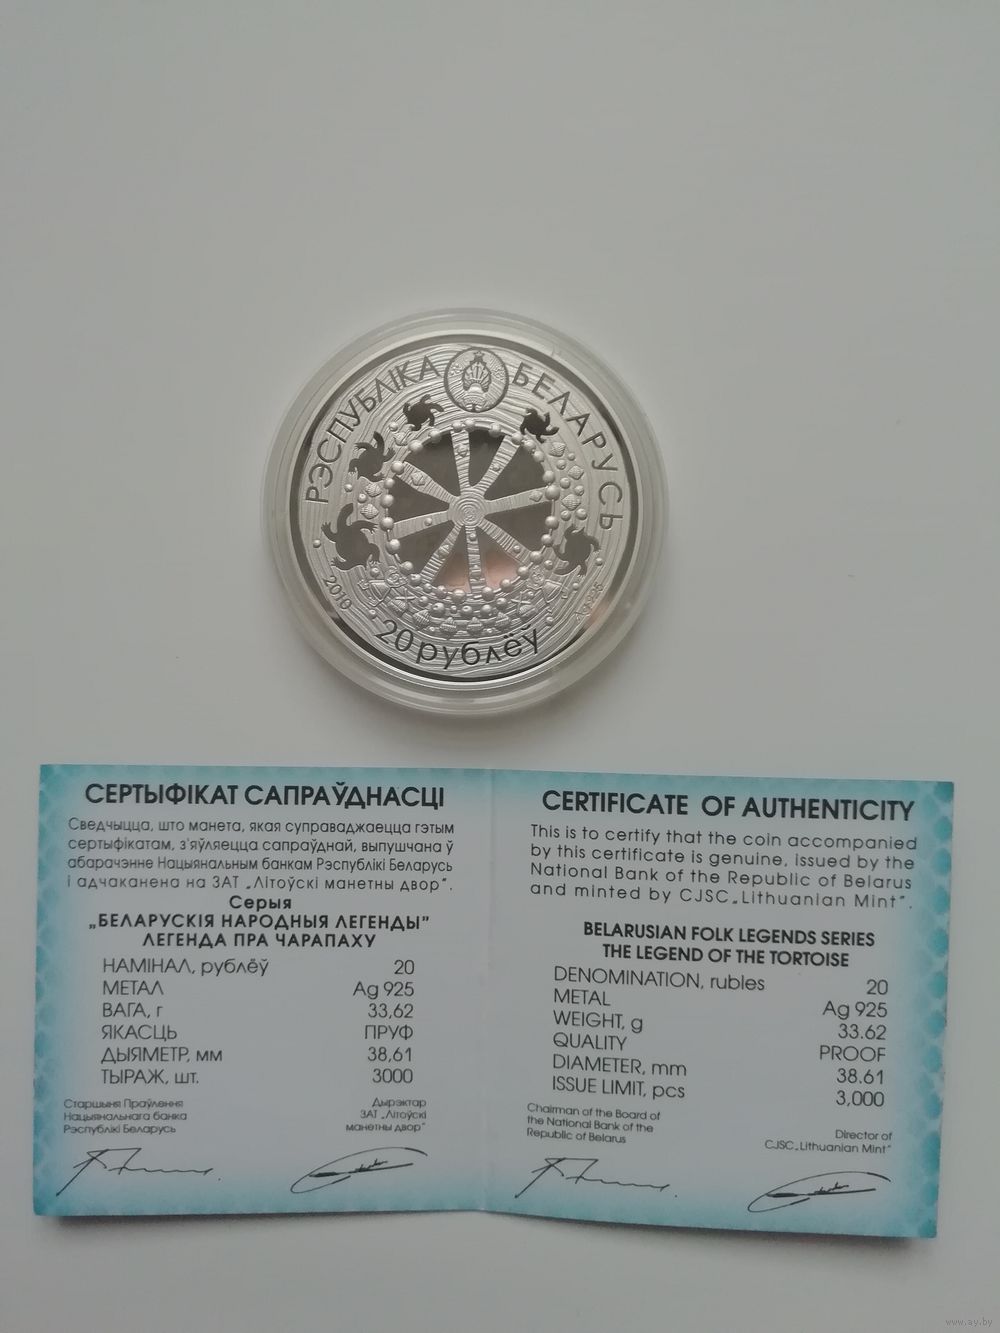 РЭСПУБЛІКА БЕЛАРУСЬ
2010
Ag 925
20 рублёў
СЕРТЫФІКАТ САПРАЎДНАСЦІ
Сведчыцца, што манета, якая суправаджаецца гэтым
сертыфікатам, з'яўляецца сапраўднай, выпушчана ў
абарачэнне Нацыянальным банкам Рэспублікі Беларусь
і адчаканена на ЗАТ „Літоўскі манетны двор".
Серыя
„БЕЛАРУСКІЯ НАРОДНЫЯ ЛЕГЕНДЫ"
ЛЕГЕНДА ПРА ЧАРАПАХУ
НАМІНАЛ, рублёў 20
МЕТАЛ Ag 925
ВАГА, г 33,62
ЯКАСЦЬ ПРУФ
ДЫЯМЕТР, мм 38,61
ТЫРАЖ, шт. 3000
Старшыня Праўлення
Нацыянальнага банка
Рэспублікі Беларусь
Дырэктар
ЗАТ „Літоўскі
манетны двор"
CERTIFICATE OF AUTHENTICITY
This is to certify that the coin accompanied
by this certificate is genuine, issued by the
National Bank of the Republic of Belarus
and minted by CJSC „Lithuanian Mint".
BELARUSIAN FOLK LEGENDS SERIES
THE LEGEND OF THE TORTOISE
DENOMINATION, rubles 20
METAL Ag 925
WEIGHT, g 33.62
QUALITY PROOF
DIAMETER, mm 38.61
ISSUE LIMIT, pcs 3,000
Chairman of the Board of
the National Bank of the
Republic of Belarus
Director of
CJSC „Lithuanian Mint"
www.ay.by